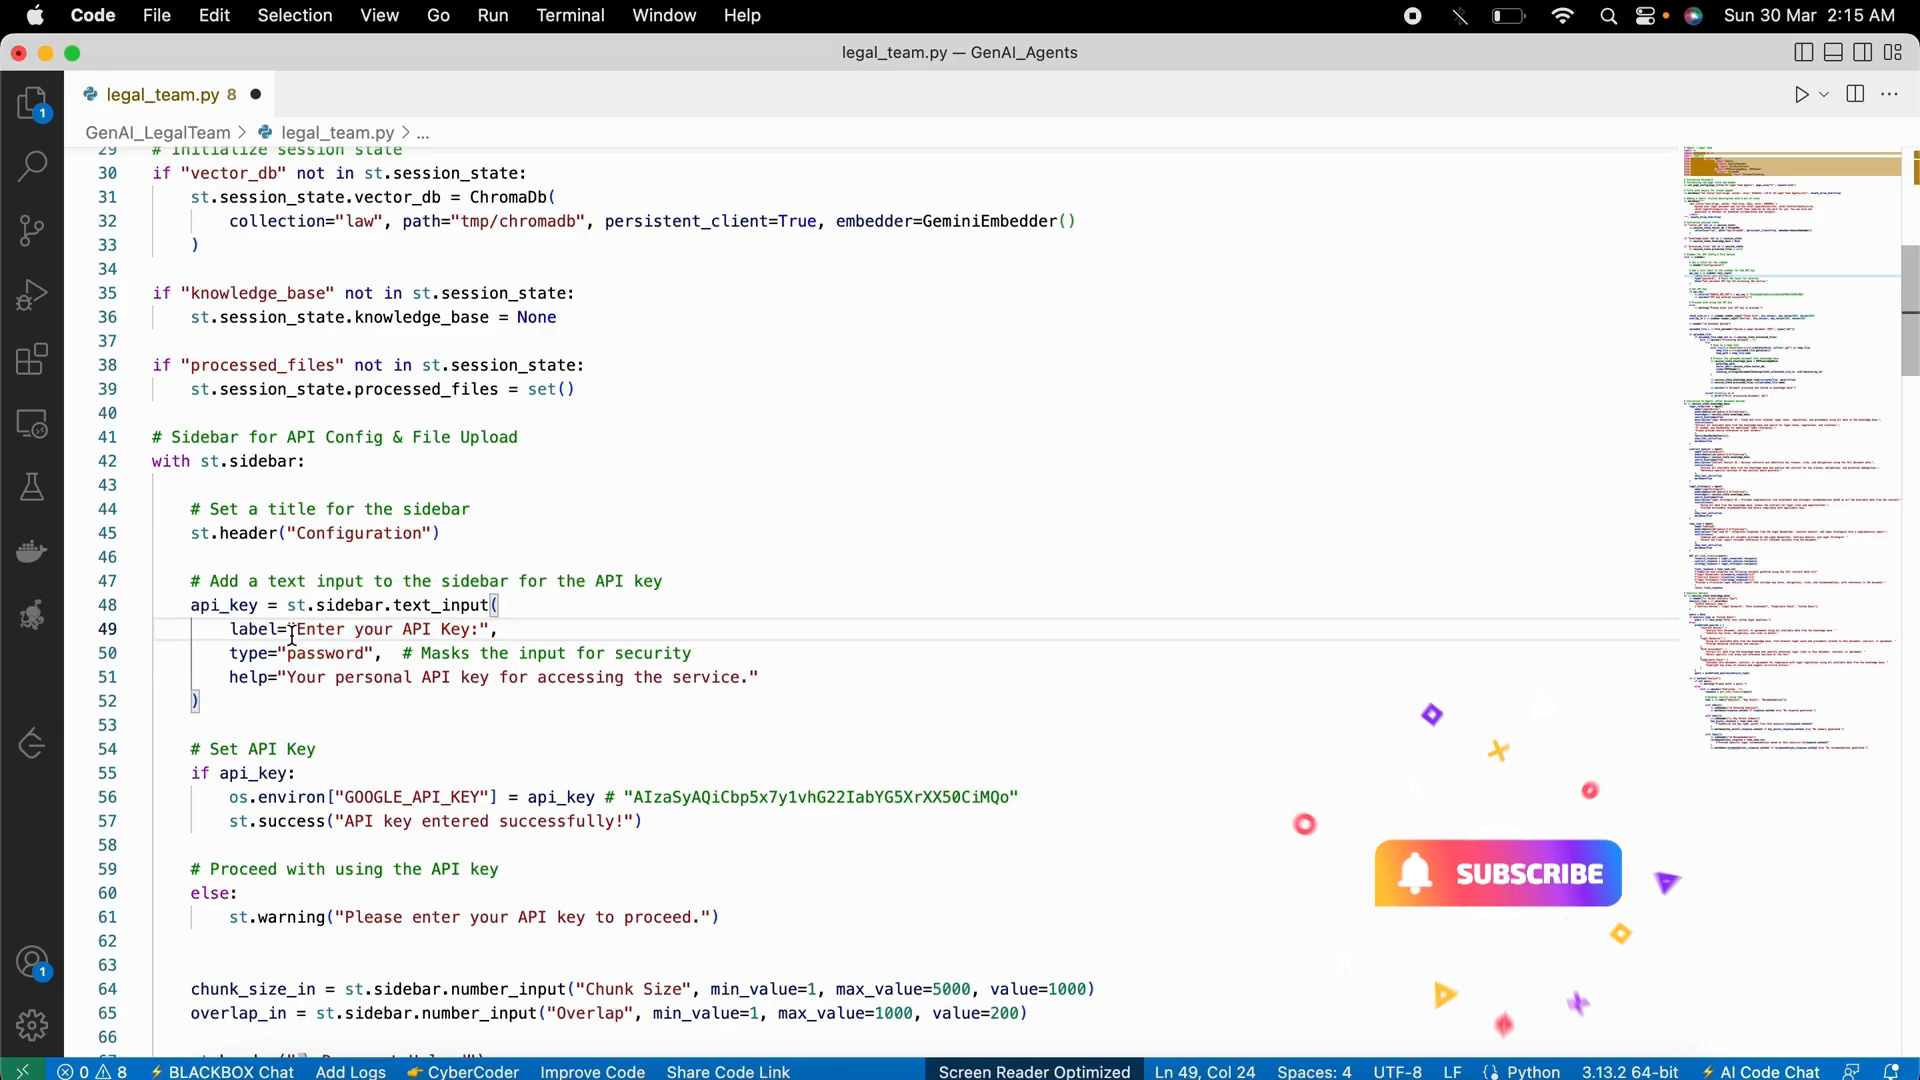 Code File Edit Selection View Go Run Terminal Window Help Sun 30 Mar 2:15 AM
legal_team.py — GenAI_Agents
legal_team.py 8
GenAI_LegalTeam > legal_team.py > ...
29 # Initialize session state
30 if "vector_db" not in st.session_state:
31 st.session_state.vector_db = ChromaDb(
32 collection="law", path="tmp/chromadb", persistent_client=True, embedder=GeminiEmbedder()
33 )
34
35 if "knowledge_base" not in st.session_state:
36 st.session_state.knowledge_base = None
37
38 if "processed_files" not in st.session_state:
39 st.session_state.processed_files = set()
40
41 # Sidebar for API Config & File Upload
42 with st.sidebar:
43
44 # Set a title for the sidebar
45 st.header("Configuration")
46
47 # Add a text input to the sidebar for the API key
48 api_key = st.sidebar.text_input(
49 label="Enter your API Key:",
50 type="password", # Masks the input for security
51 help="Your personal API key for accessing the service."
52 )
53
54 # Set API Key
55 if api_key:
56 os.environ["GOOGLE_API_KEY"] = api_key # "AIzaSyAQiCbp5x7y1vhG22IabYG5XrXX50CiMQo"
57 st.success("API key entered successfully!")
58
59 # Proceed with using the API key
60 else:
61 st.warning("Please enter your API key to proceed.")
62
63
64 chunk_size_in = st.sidebar.number_input("Chunk Size", min_value=1, max_value=5000, value=1000)
65 overlap_in = st.sidebar.number_input("Overlap", min_value=1, max_value=1000, value=200)
66
SUBSCRIBE
0 8 BLACKBOX Chat Add Logs CyberCoder Improve Code Share Code Link Screen Reader Optimized Ln 49, Col 24 Spaces: 4 UTF-8 LF Python 3.13.2 64-bit AI Code Chat